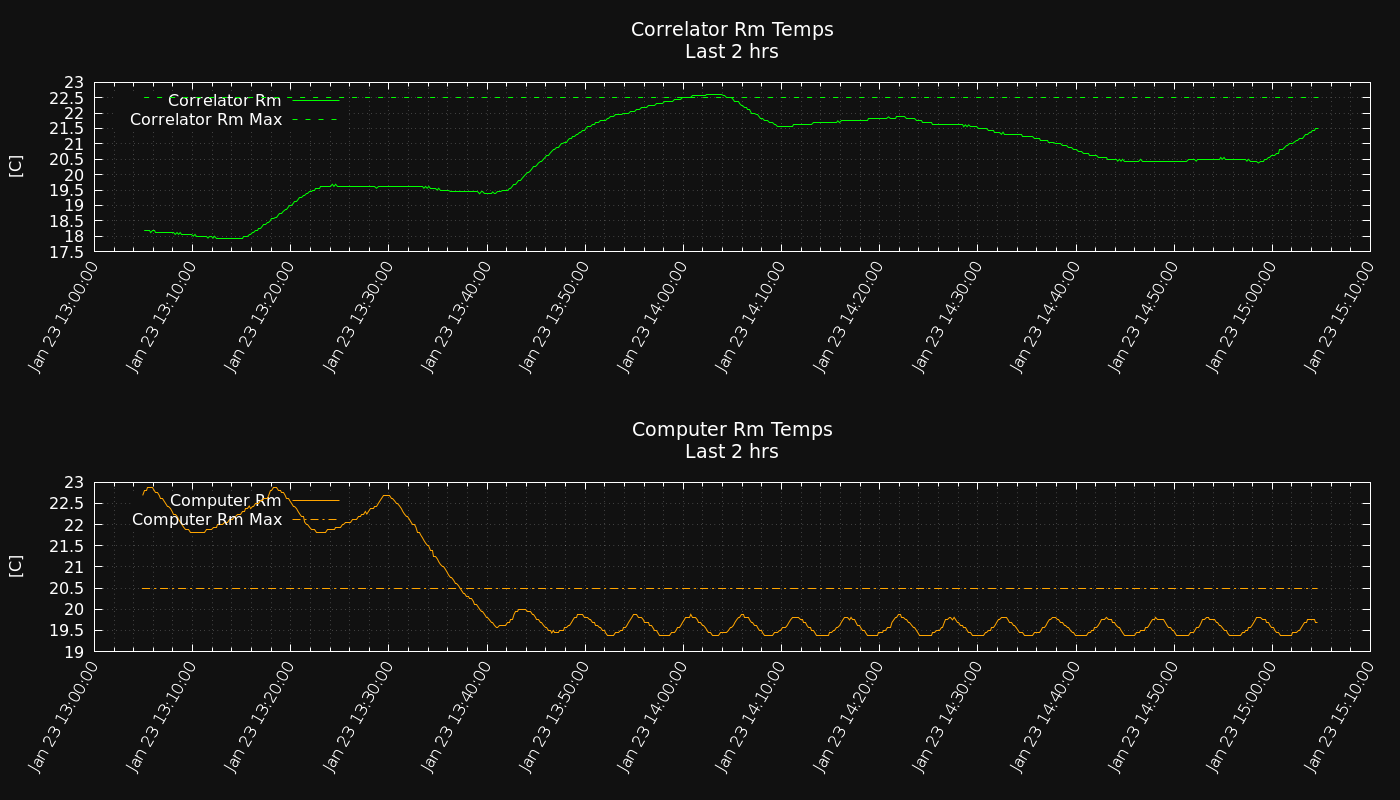 Correlator Rm Temps
Last 2 hrs
23
22.5
22
21.5
21
20.5
20
19.5
19
18.5
18
17.5
[C]
Correlator Rm
Correlator Rm Max
Jan 23 13:00:00
Jan 23 13:10:00
Jan 23 13:20:00
Jan 23 13:30:00
Jan 23 13:40:00
Jan 23 13:50:00
Jan 23 14:00:00
Jan 23 14:10:00
Jan 23 14:20:00
Jan 23 14:30:00
Jan 23 14:40:00
Jan 23 14:50:00
Jan 23 15:00:00
Jan 23 15:10:00
Computer Rm Temps
Last 2 hrs
23
22.5
22
21.5
21
20.5
20
19.5
19
[C]
Computer Rm
Computer Rm Max
Jan 23 13:00:00
Jan 23 13:10:00
Jan 23 13:20:00
Jan 23 13:30:00
Jan 23 13:40:00
Jan 23 13:50:00
Jan 23 14:00:00
Jan 23 14:10:00
Jan 23 14:20:00
Jan 23 14:30:00
Jan 23 14:40:00
Jan 23 14:50:00
Jan 23 15:00:00
Jan 23 15:10:00